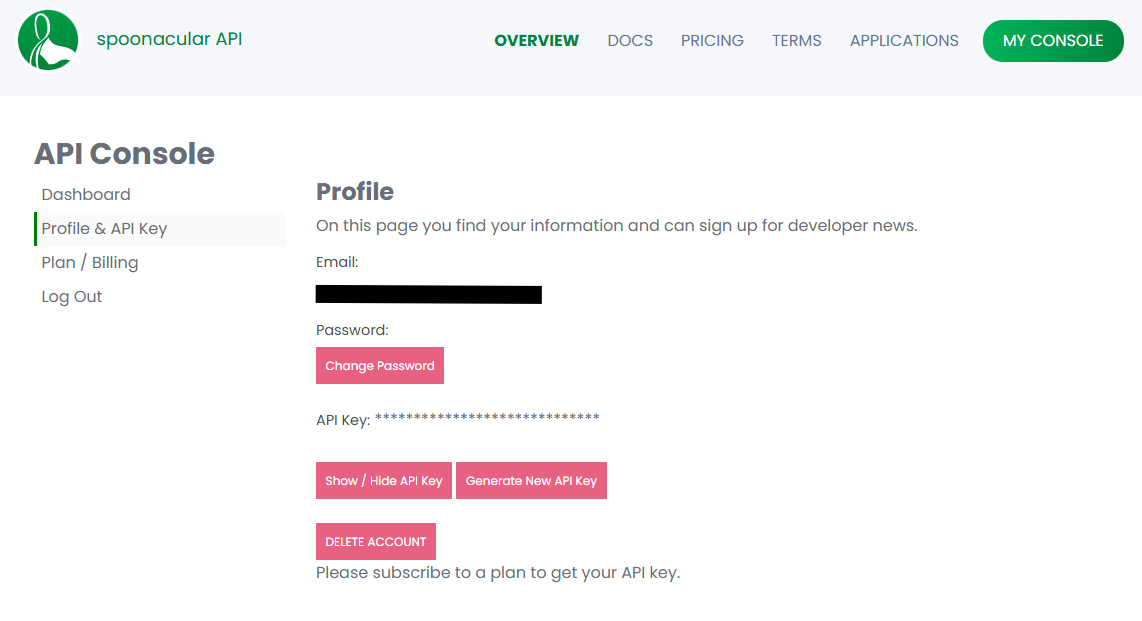 spoonacular API
OVERVIEW DOCS PRICING TERMS APPLICATIONS MY CONSOLE
API Console
Dashboard
Profile & API Key
Plan / Billing
Log Out
Profile
On this page you find your information and can sign up for developer news.
Email:
Password:
Change Password
API Key: *****************************
Show / Hide API Key Generate New API Key
DELETE ACCOUNT
Please subscribe to a plan to get your API key.